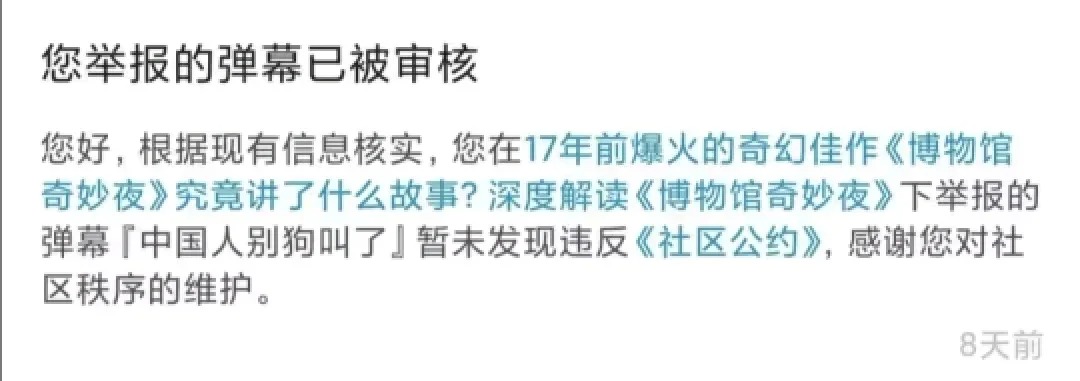 您举报的弹幕已被审核
您好，根据现有信息核实，您在17年前爆火的奇幻佳作《博物馆
奇妙夜》究竟讲了什么故事？深度解读《博物馆奇妙夜》下举报的
弹幕『中国人别狗叫了』暂未发现违反《社区公约》，感谢您对社
区秩序的维护。
8天前